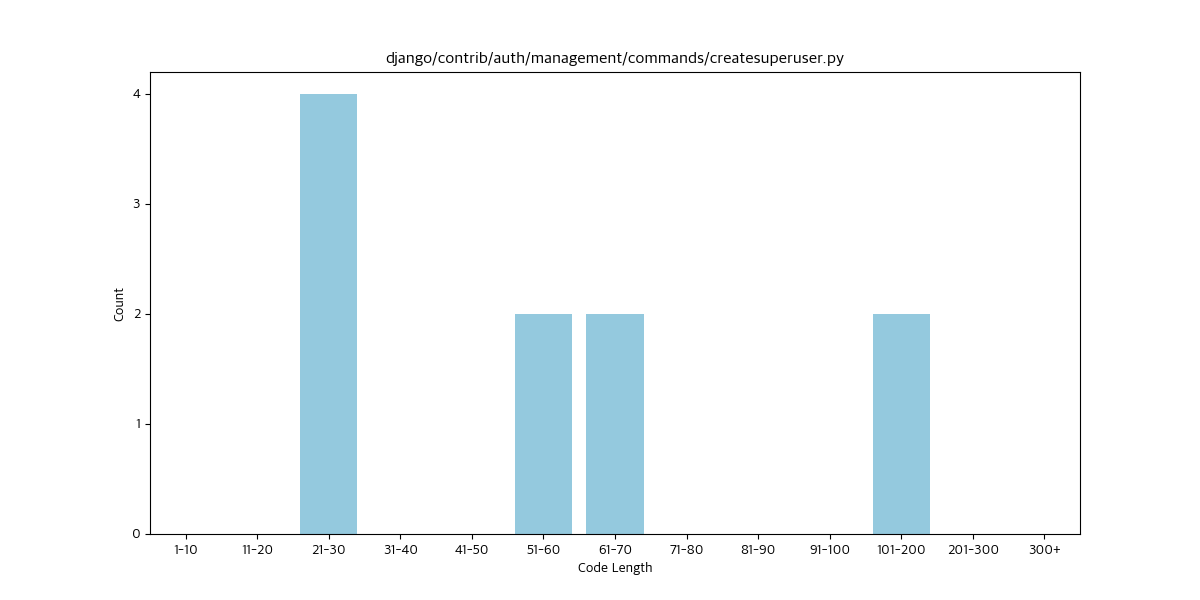 django/contrib/auth/management/commands/createsuperuser.py
4
3
2
1
0
Count
1-10 11-20 21-30 31-40 41-50 51-60 61-70 71-80 81-90 91-100 101-200 201-300 300+
Code Length